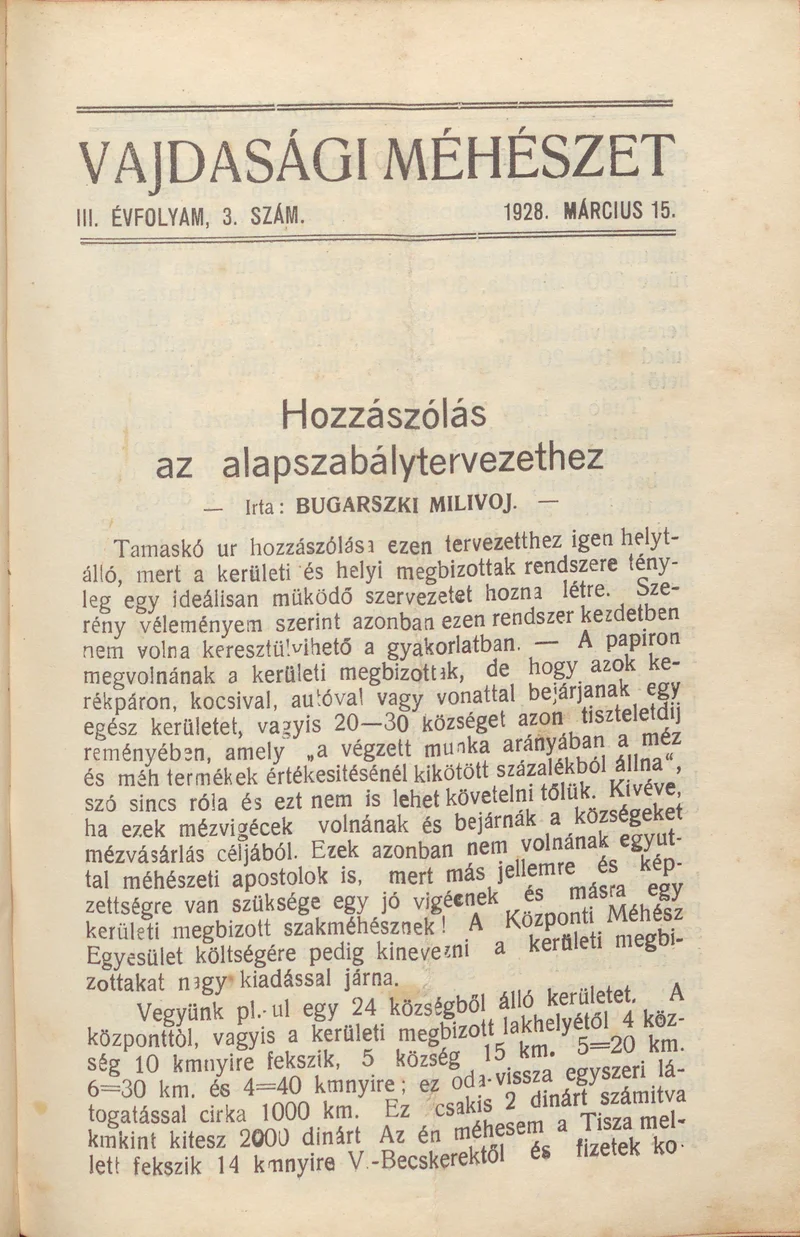 VAJDASÁGI MÉHÉSZET
III. ÉVFOLYAM, 3. SZÁM. 1928. MÁRCIUS 15.
Hozzászólás
az alapszabálytervezethez
— Irta: BUGARSZKI MILIVOJ. —
Tamaskó ur hozzászólása ezen tervezetthez igen helyt-
álló, mert a kerületi és helyi megbizottak rendszere tény-
leg egy ideálisan müködő szervezetet hozna létre. Sze-
rény véleményem szerint azonban ezen rendszer kezdetben
nem volna keresztülvihető a gyakorlatban. — A papiron
megvolnának a kerületi megbizottak, de hogy azok ke-
rékpáron, kocsival, autóval vagy vonattal bejárjanak egy
egész kerületet, vagyis 20—30 községet azon tiszteletdij
reményében, amely „a végzett munka arányában a méz
és méh termékek értékesitésénél kikötött százalékból állna“,
szó sincs róla és ezt nem is lehet követelni tőlük. Kivéve,
ha ezek mézvigécek volnának és bejárnák a községeket
mézvásárlás céljából. Ezek azonban nem volnának egyut-
tal méhészeti apostolok is, mert más jellemre és kép-
zettségre van szüksége egy jó vigécnek és másra egy
kerületi megbizott szakméhésznek! A Központi Méhész
Egyesület költségére pedig kinevezni a kerületi megbi-
zottakat nagy kiadással járna.
Vegyünk pl.-ul egy 24 községből álló kerületet. A
központtòl, vagyis a kerületi megbizott lakhelyétől 4 köz-
ség 10 kmnyire fekszik, 5 község 15 km. 5=20 km.
6=30 km. és 4=40 kmnyire; ez oda-vissza egyszeri lá-
togatással cirka 1000 km. Ez csakis 2 dinárt számitva
kmkint kitesz 2000 dinárt Az én méhesem a Tisza mel-
lett fekszik 14 kmnyire V.-Becskerektől és fizetek ko-